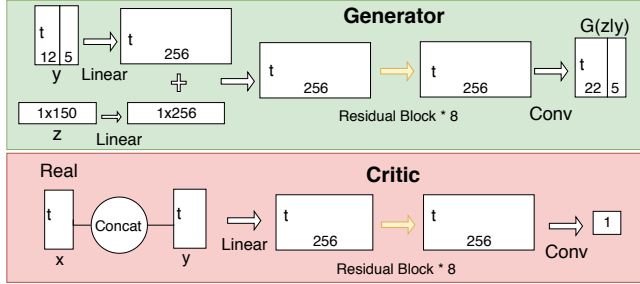 Generator
t
12 5
y
Linear
t
256
+
1x150
z
Linear
1x256
t
256
t
256
Residual Block * 8
Conv
G(z|y)
t
22 5
Critic
Real
t
x
Concat
t
y
Linear
t
256
t
256
Residual Block * 8
Conv
1